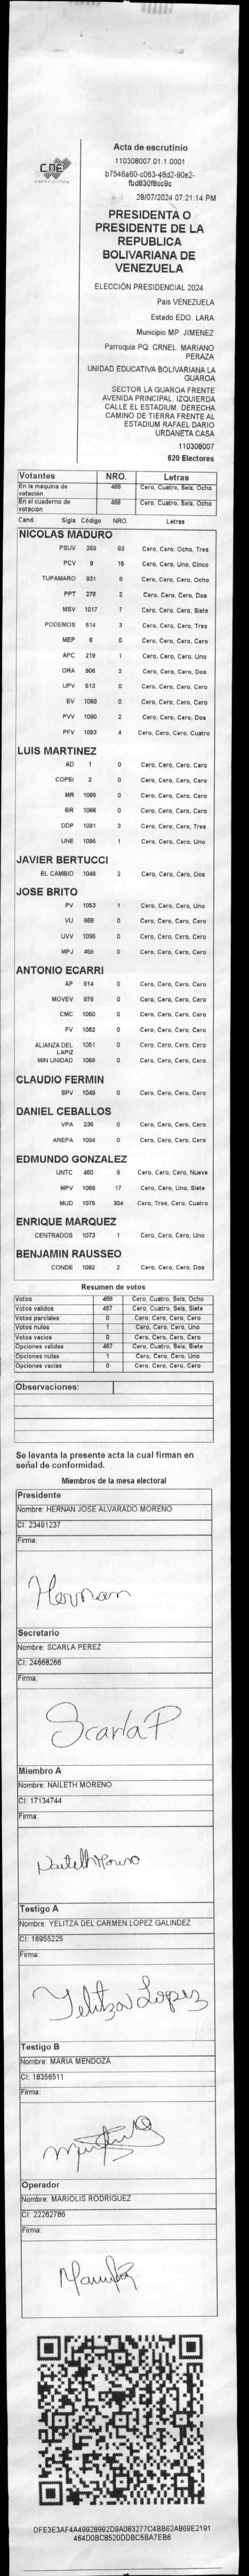 CNE
Acta de escrutinio
110308007.01.1.0001
b7546a60-c063-48d2-90e2-
fbd830f8cc9c
28/07/2024 07:21:14 PM
PRESIDENTA O
PRESIDENTE DE LA
REPUBLICA
BOLIVARIANA DE
VENEZUELA
ELECCIÓN PRESIDENCIAL 2024
Pais VENEZUELA
Estado EDO. LARA
Municipio MP. JIMENEZ
Parroquia PQ. CRNEL. MARIANO
PERAZA
UNIDAD EDUCATIVA BOLIVARIANA LA
GUAROA
SECTOR LA GUAROA FRENTE
AVENIDA PRINCIPAL. IZQUIERDA
CALLE EL ESTADIUM. DERECHA
CAMINO DE TIERRA FRENTE AL
ESTADIUM RAFAEL DARIO
URDANETA CASA
110308007
620 Electores
Votantes NRO. Letras
En la maquina de votación 468 Cero, Cuatro, Seis, Ocho
En el cuaderno de votación 468 Cero, Cuatro, Seis, Ocho
Cand. Sigla Código NRO. Letras
NICOLAS MADURO
PSUV 269 83 Cero, Cero, Ocho, Tres
PCV 9 15 Cero, Cero, Uno, Cinco
TUPAMARO 931 8 Cero, Cero, Cero, Ocho
PPT 276 2 Cero, Cero, Cero, Dos
MSV 1017 7 Cero, Cero, Cero, Siete
PODEMOS 514 3 Cero, Cero, Cero, Tres
MEP 6 0 Cero, Cero, Cero, Cero
APC 219 1 Cero, Cero, Cero, Uno
ORA 906 2 Cero, Cero, Cero, Dos
UPV 513 0 Cero, Cero, Cero, Cero
EV 1089 0 Cero, Cero, Cero, Cero
PVV 1090 2 Cero, Cero, Cero, Dos
PFV 1093 4 Cero, Cero, Cero, Cuatro
LUIS MARTINEZ
AD 1 0 Cero, Cero, Cero, Cero
COPEI 2 0 Cero, Cero, Cero, Cero
MR 1065 0 Cero, Cero, Cero, Cero
BR 1066 0 Cero, Cero, Cero, Cero
DDP 1091 3 Cero, Cero, Cero, Tres
UNE 1095 1 Cero, Cero, Cero, Uno
JAVIER BERTUCCI
EL CAMBIO 1048 2 Cero, Cero, Cero, Dos
JOSE BRITO
PV 1053 1 Cero, Cero, Cero, Uno
VU 868 0 Cero, Cero, Cero, Cero
UVV 1096 0 Cero, Cero, Cero, Cero
MPJ 456 0 Cero, Cero, Cero, Cero
ANTONIO ECARRI
AP 814 0 Cero, Cero, Cero, Cero
MOVEV 879 0 Cero, Cero, Cero, Cero
CMC 1050 0 Cero, Cero, Cero, Cero
FV 1052 0 Cero, Cero, Cero, Cero
ALIANZA DEL LAPIZ 1051 0 Cero, Cero, Cero, Cero
MIN UNIDAD 1068 0 Cero, Cero, Cero, Cero
CLAUDIO FERMIN
SPV 1049 0 Cero, Cero, Cero, Cero
DANIEL CEBALLOS
VPA 236 0 Cero, Cero, Cero, Cero
AREPA 1094 0 Cero, Cero, Cero, Cero
EDMUNDO GONZALEZ
UNTC 460 9 Cero, Cero, Cero, Nueve
MPV 1069 17 Cero, Cero, Uno, Siete
MUD 1076 304 Cero, Tres, Cero, Cuatro
ENRIQUE MARQUEZ
CENTRADOS 1073 1 Cero, Cero, Cero, Uno
BENJAMIN RAUSSEO
CONDE 1092 2 Cero, Cero, Cero, Dos
Resumen de votos
Votos 468 Cero, Cuatro, Seis, Ocho
Votos validos 467 Cero, Cuatro, Seis, Siete
Votos parciales 0 Cero, Cero, Cero, Cero
Votos nulos 1 Cero, Cero, Cero, Uno
Votos vacios 0 Cero, Cero, Cero, Cero
Opciones validas 467 Cero, Cuatro, Seis, Siete
Opciones nulas 1 Cero, Cero, Cero, Uno
Opciones vacias 0 Cero, Cero, Cero, Cero
Observaciones:
Se levanta la presente acta la cual firman en
señal de conformidad.
Miembros de la mesa electoral
Presidente
Nombre: HERNAN JOSE ALVARADO MORENO
CI: 23491237
Firma:
Hernan
Secretario
Nombre: SCARLA PEREZ
CI: 24668266
Firma:
Scarla P.
Miembro A
Nombre: NAILETH MORENO
CI: 17134744
Firma:
Naileth Moreno
Testigo A
Nombre: YELITZA DEL CARMEN LOPEZ GALINDEZ
CI: 16955225
Firma:
Yelitza Lopez
Testigo B
Nombre: MARIA MENDOZA
CI: 18356511
Firma:
Operador
Nombre: MARIOLIS RODRIGUEZ
CI: 22262786
Firma:
DFE3E3AF4A49928992D9A083277C4BB62A869E2191
464D0BC8520DDBC5BA7EB6